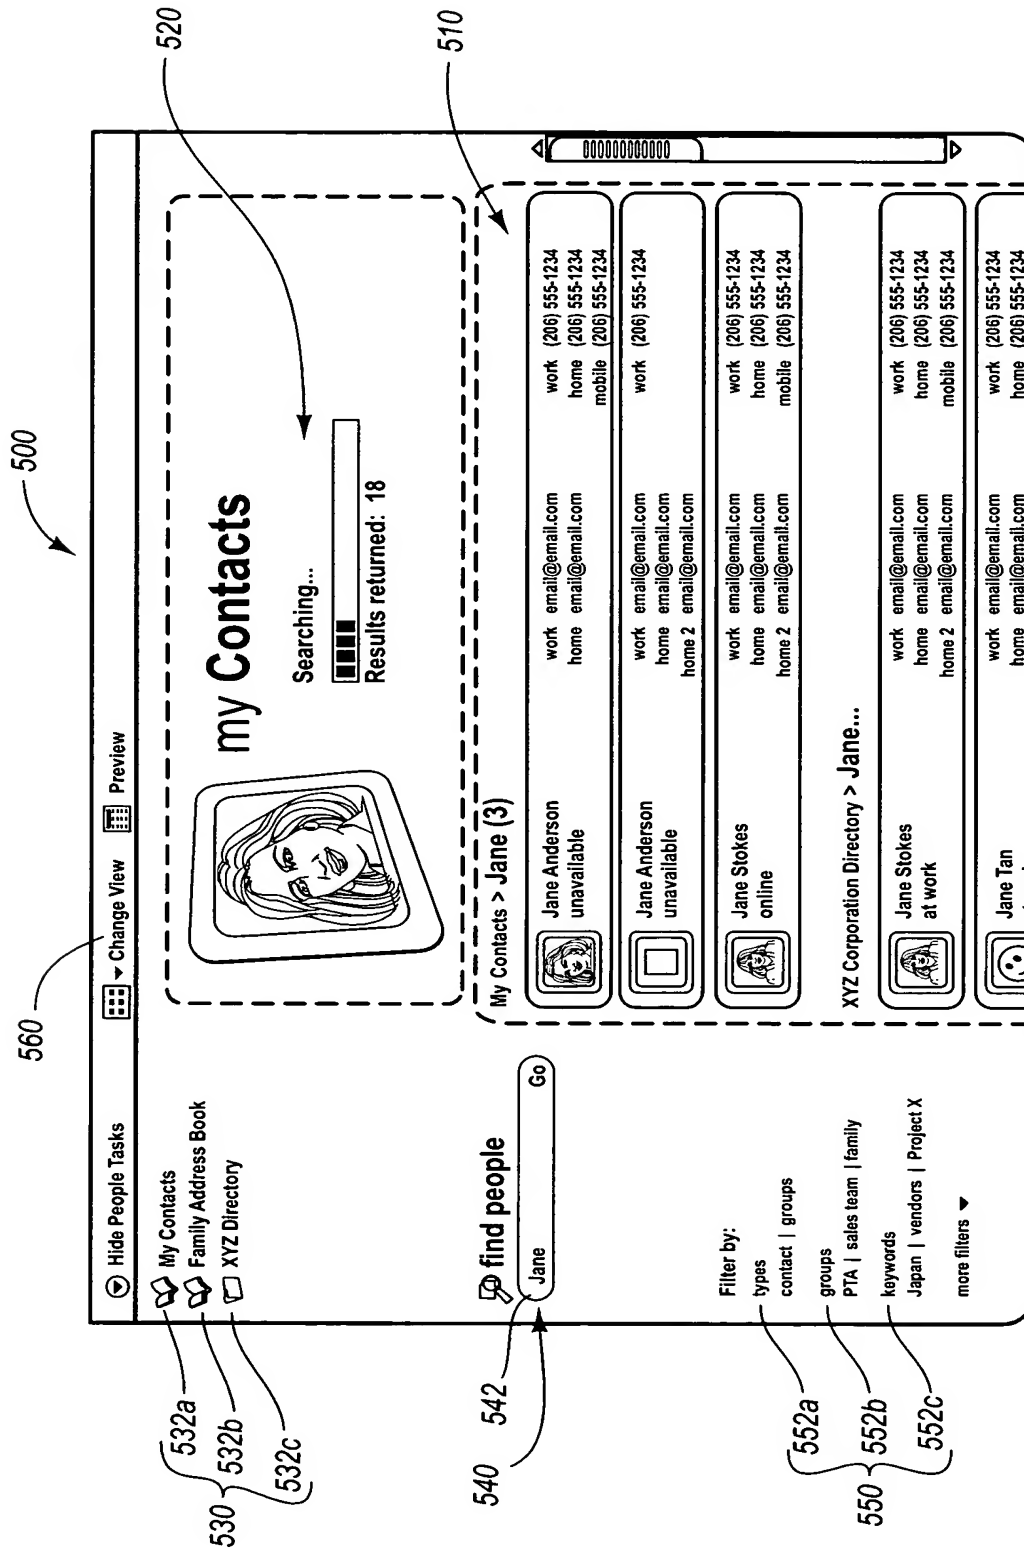 500
560
520
510
Hide People Tasks
Change View
Preview
My Contacts
Family Address Book
XYZ Directory
532a
532b
532c
530
my Contacts
Searching...
Results returned: 18
find people
Jane Go
542
540
My Contacts > Jane (3)
Jane Anderson
unavailable
work email@email.com
home email@email.com
work (206) 555-1234
home (206) 555-1234
mobile (206) 555-1234
Jane Anderson
unavailable
work email@email.com
home email@email.com
home 2 email@email.com
work (206) 555-1234
Jane Stokes
online
work email@email.com
home email@email.com
home 2 email@email.com
work (206) 555-1234
home (206) 555-1234
mobile (206) 555-1234
XYZ Corporation Directory > Jane...
Jane Stokes
at work
work email@email.com
home email@email.com
home 2 email@email.com
work (206) 555-1234
home (206) 555-1234
mobile (206) 555-1234
Jane Tan
work email@email.com
home email@email.com
work (206) 555-1234
home (206) 555-1234
Filter by:
types
contact | groups
groups
PTA | sales team | family
keywords
Japan | vendors | Project X
more filters
552a
552b
552c
550